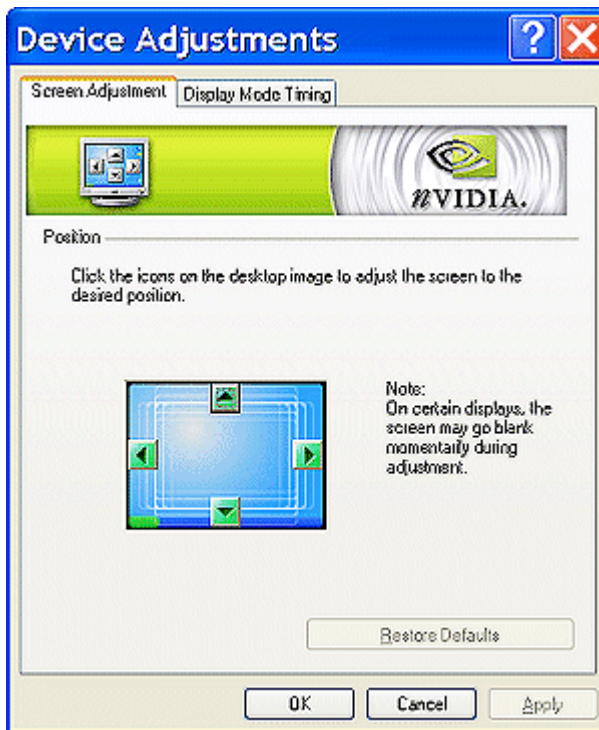 Device Adjustments
?
Screen Adjustment
Display Mode Timing
nVIDIA.
Position
Click the icons on the desktop image to adjust the screen to the
desired position.
Note:
On certain displays, the
screen may go blank
momentarily during
adjustment.
Restore Defaults
OK
Cancel
Apply